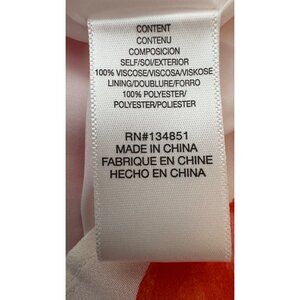 CONTENT
CONTENU
COMPOSICION
SELF/SOI/EXTERIOR
100% VISCOSE/VISCOSA/VISKOSE
LINING/DOUBLURE/FORRO
100% POLYESTER/
POLYESTER/POLIESTER
RN#134851
MADE IN CHINA
FABRIQUE EN CHINE
HECHO EN CHINA